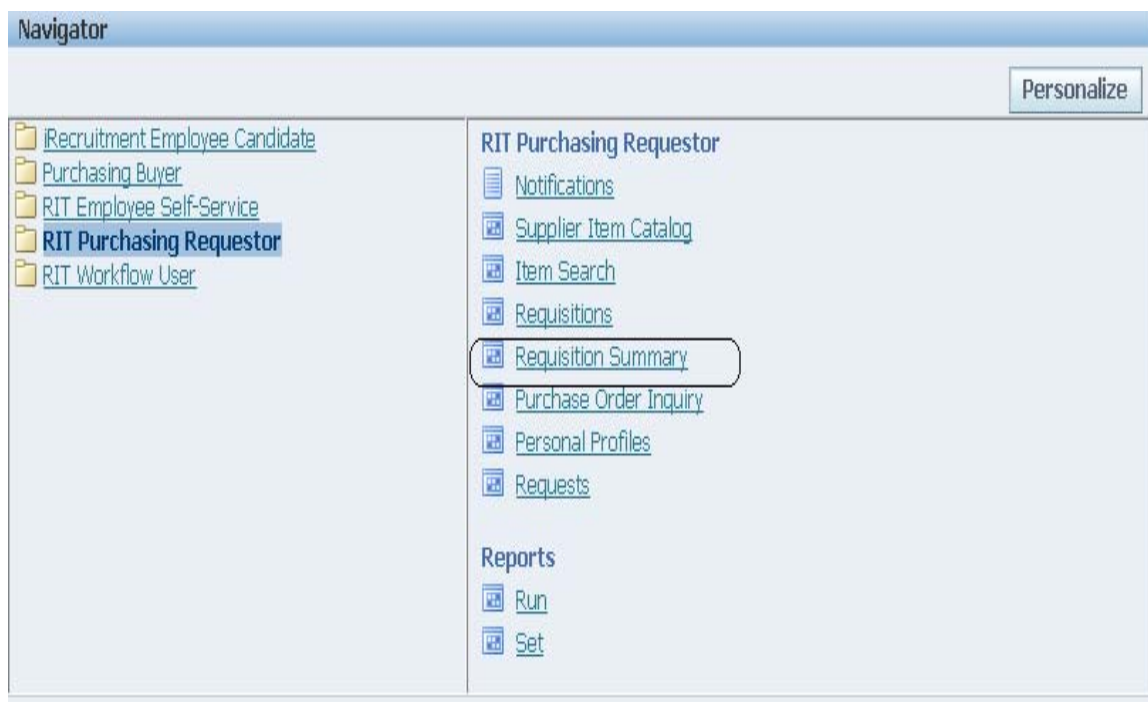 Navigator
Personalize
iRecruitment Employee Candidate
Purchasing Buyer
RIT Employee Self-Service
RIT Purchasing Requestor
RIT Workflow User
RIT Purchasing Requestor
Notifications
Supplier Item Catalog
Item Search
Requisitions
Requisition Summary
Purchase Order Inquiry
Personal Profiles
Requests
Reports
Run
Set